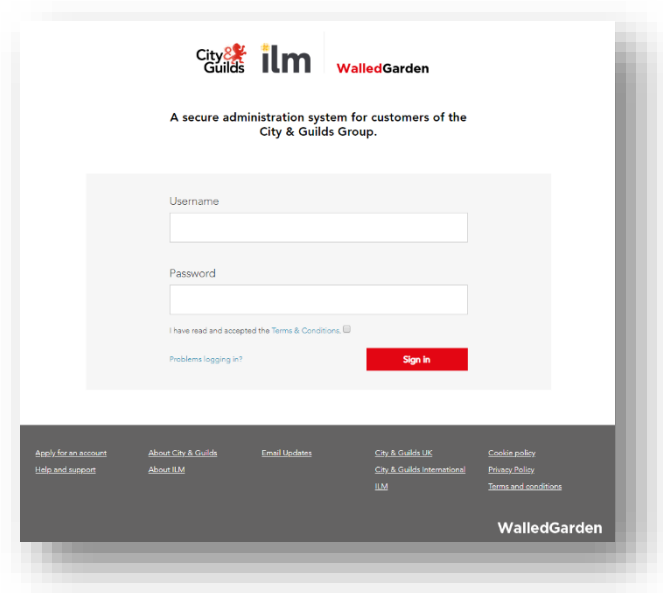 City&
Guilds
ilm
WalledGarden
A secure administration system for customers of the
City & Guilds Group.
Username
Password
I have read and accepted the Terms & Conditions.
Problems logging in?
Sign in
Apply for an account About City & Guilds Email Updates City & Guilds UK Cookie policy
Help and support About ILM City & Guilds International Privacy Policy
ILM Terms and conditions
WalledGarden